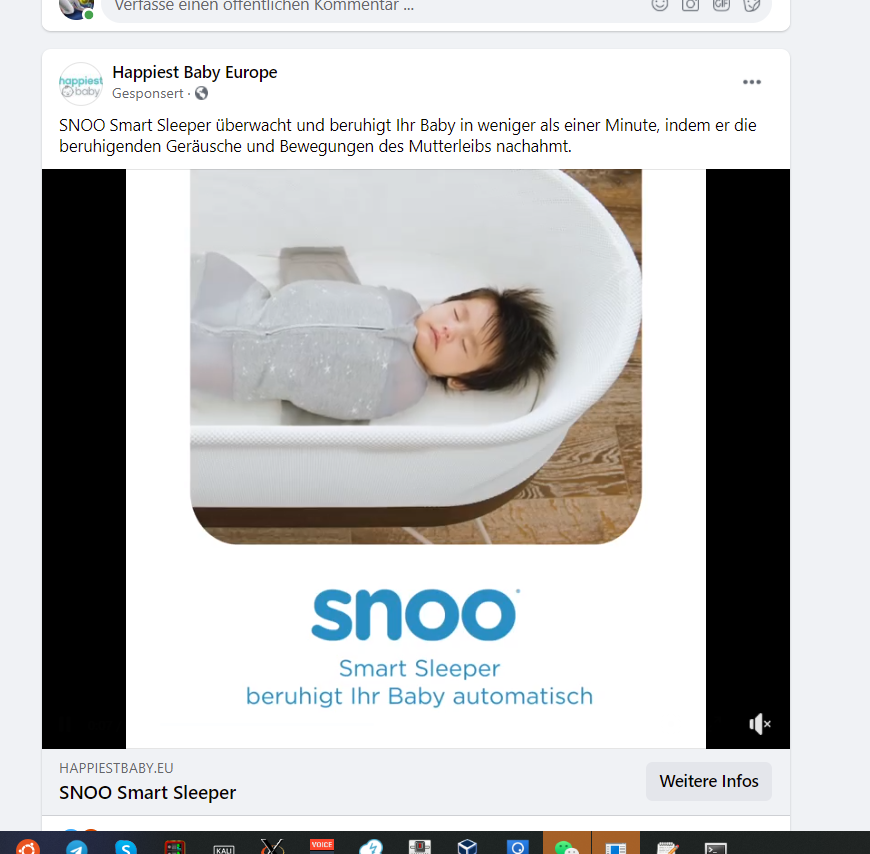 Verfasse einen öffentlichen Kommentar ...
GIF
happiest
baby
Happiest Baby Europe
Gesponsert ·
SNOO Smart Sleeper überwacht und beruhigt Ihr Baby in weniger als einer Minute, indem er die
beruhigenden Geräusche und Bewegungen des Mutterleibs nachahmt.
snoo
Smart Sleeper
beruhigt Ihr Baby automatisch
HAPPIESTBABY.EU
SNOO Smart Sleeper
Weitere Infos
KALI
VOICE